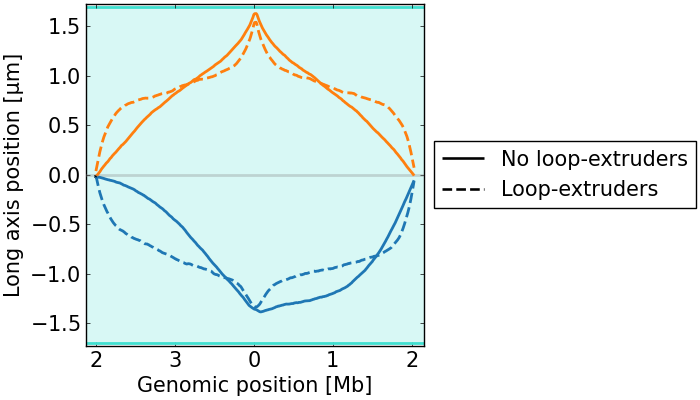 1.5
1.0
0.5
0.0
−0.5
−1.0
−1.5
Long axis position [μm]
2 3 0 1 2
Genomic position [Mb]
No loop-extruders
Loop-extruders